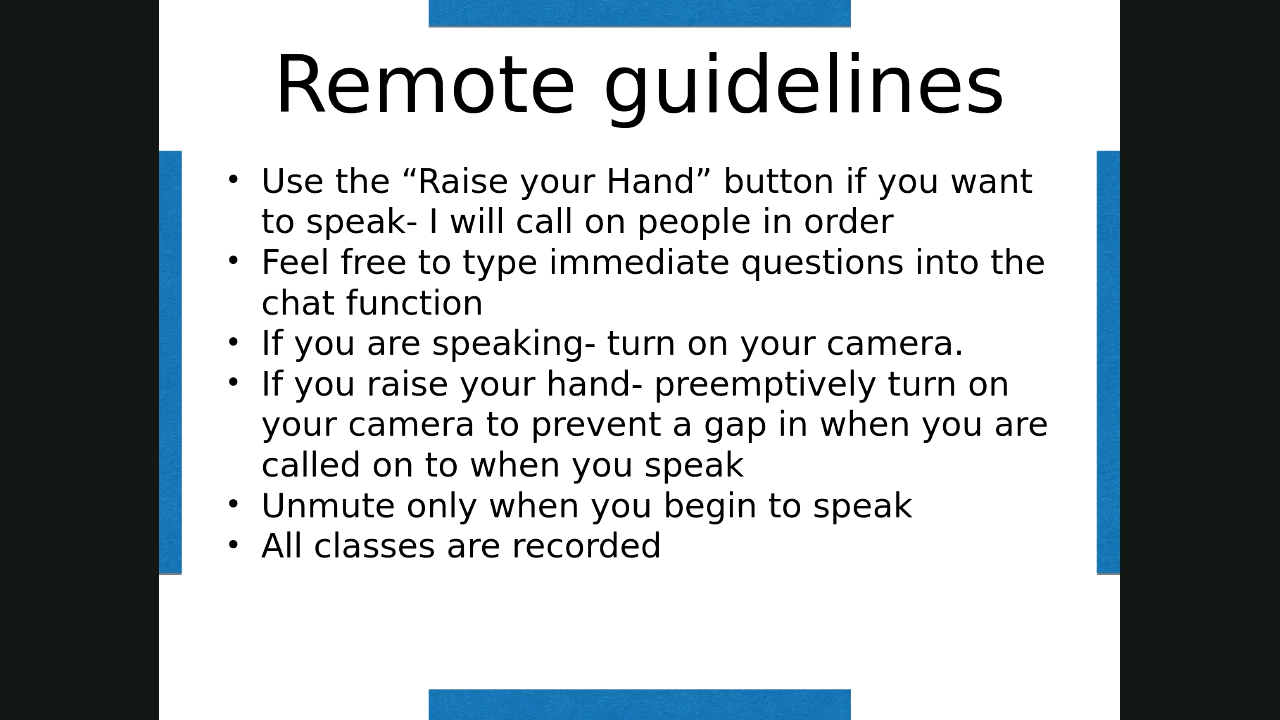 Remote guidelines
• Use the “Raise your Hand” button if you want
to speak- I will call on people in order
• Feel free to type immediate questions into the
chat function
• If you are speaking- turn on your camera.
• If you raise your hand- preemptively turn on
your camera to prevent a gap in when you are
called on to when you speak
• Unmute only when you begin to speak
• All classes are recorded